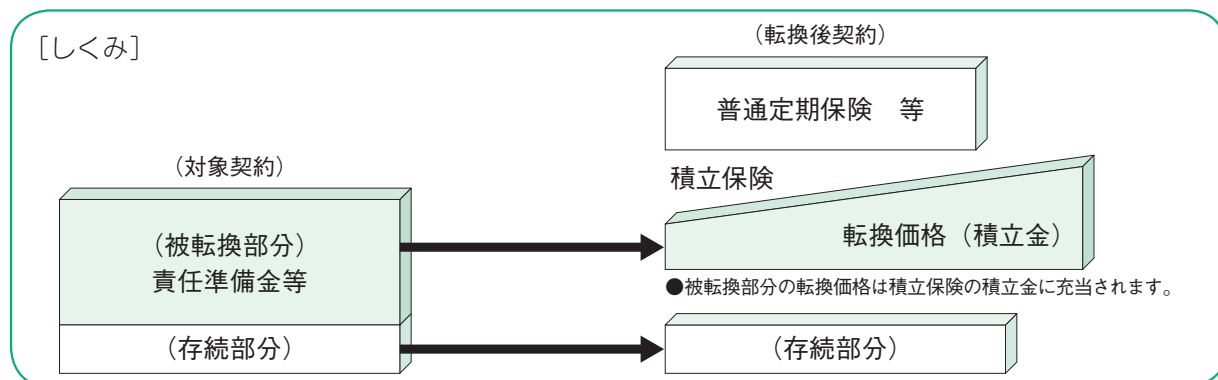 [しくみ]
(転換後契約)
普通定期保険　等
(対象契約)
積立保険
(被転換部分)
責任準備金等
転換価格(積立金)
●被転換部分の転換価格は積立保険の積立金に充当されます。
(存続部分)
(存続部分)